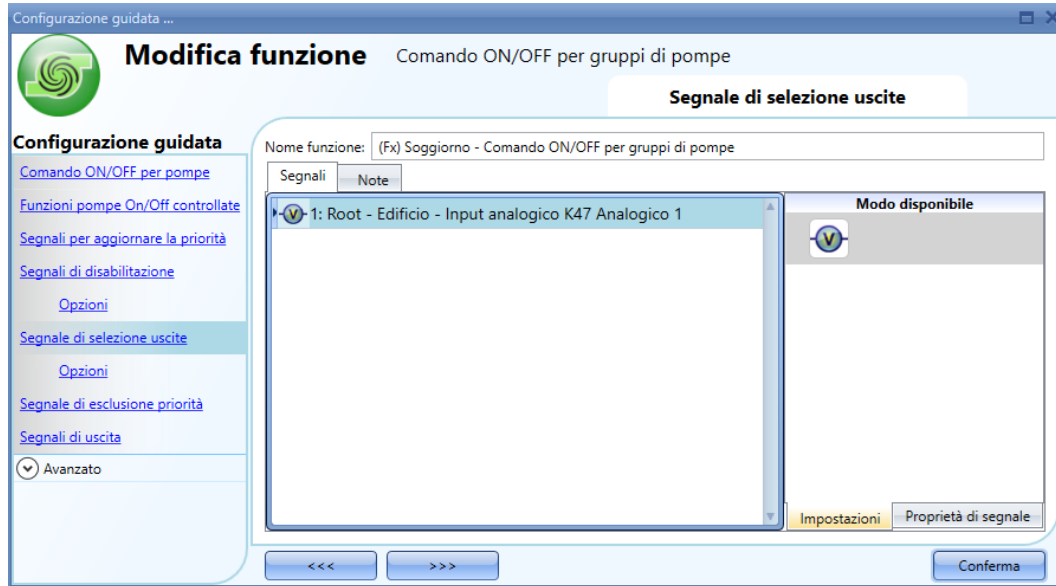 Configurazione guidata ...
Modifica funzione Comando ON/OFF per gruppi di pompe
Segnale di selezione uscite
Configurazione guidata
Comando ON/OFF per pompe
Funzioni pompe On/Off controllate
Segnali per aggiornare la priorità
Segnali di disabilitazione
Opzioni
Segnale di selezione uscite
Opzioni
Segnale di esclusione priorità
Segnali di uscita
Avanzato
Nome funzione: (Fx) Soggiorno - Comando ON/OFF per gruppi di pompe
Segnali Note
V 1: Root - Edificio - Input analogico K47 Analogico 1
Modo disponibile
V
Impostazioni Proprietà di segnale
<<< >>> Conferma